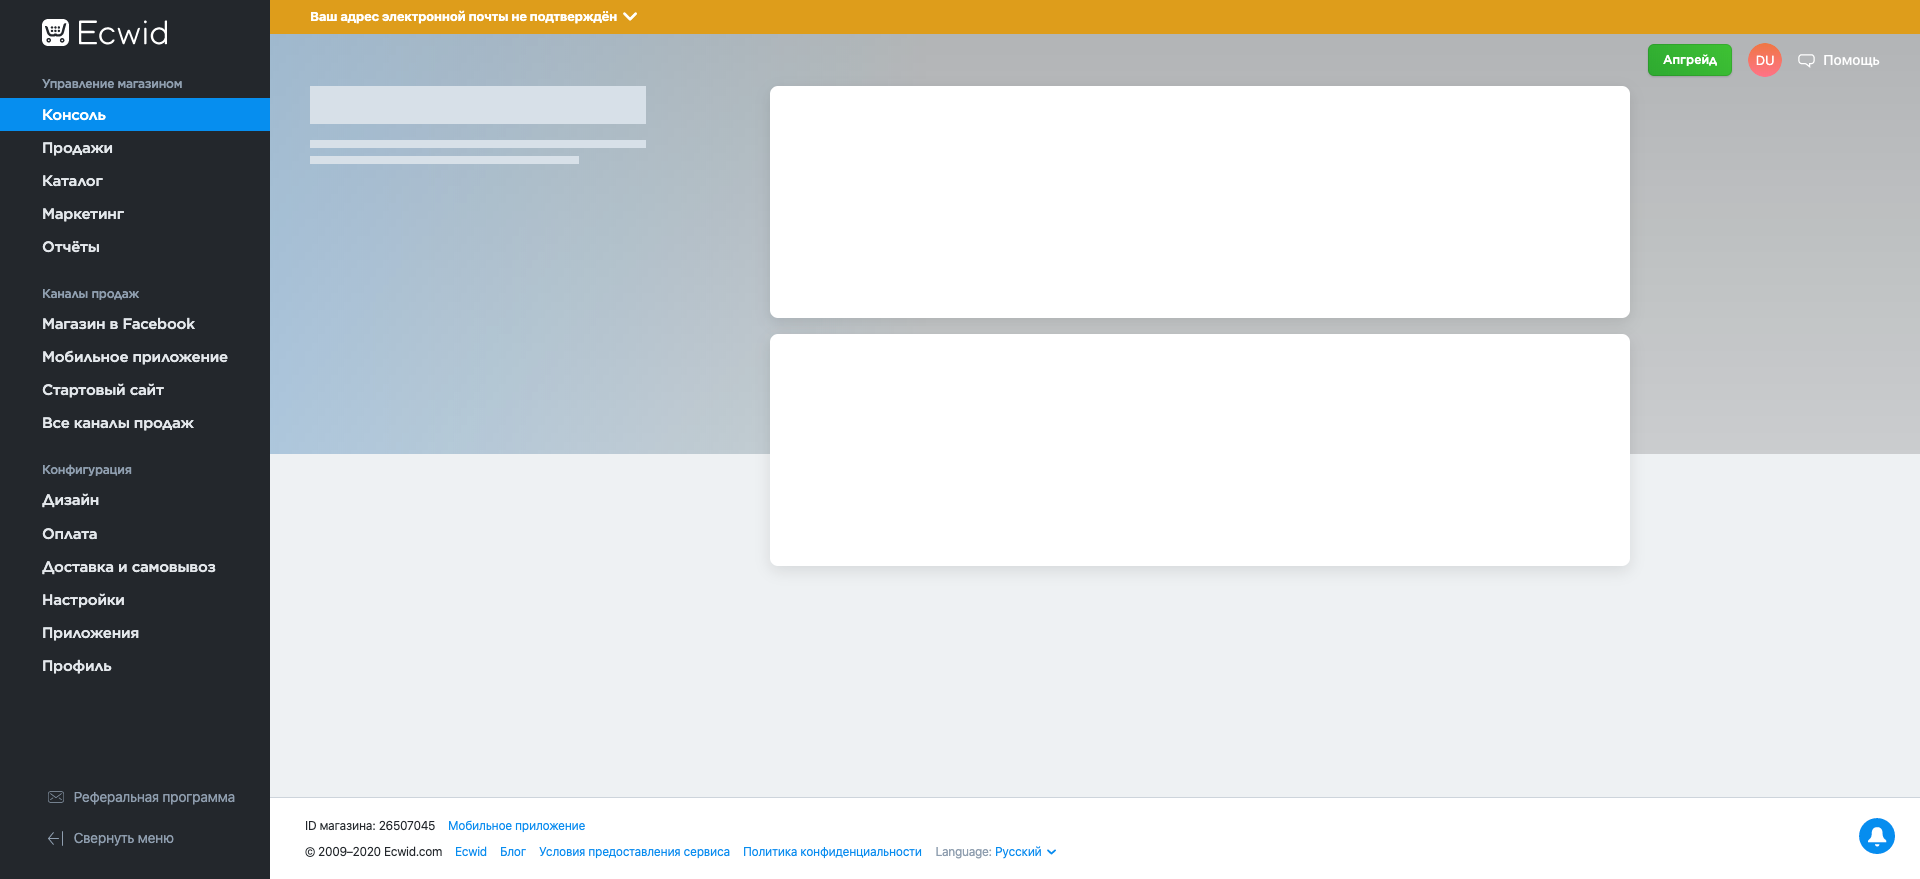 Ecwid
Управление магазином
Консоль
Продажи
Каталог
Маркетинг
Отчёты
Каналы продаж
Магазин в Facebook
Мобильное приложение
Стартовый сайт
Все каналы продаж
Конфигурация
Дизайн
Оплата
Доставка и самовывоз
Настройки
Приложения
Профиль
Реферальная программа
Свернуть меню
Ваш адрес электронной почты не подтверждён
Апгрейд DU Помощь
ID магазина: 26507045 Мобильное приложение
© 2009–2020 Ecwid.com Ecwid Блог Условия предоставления сервиса Политика конфиденциальности Language: Русский